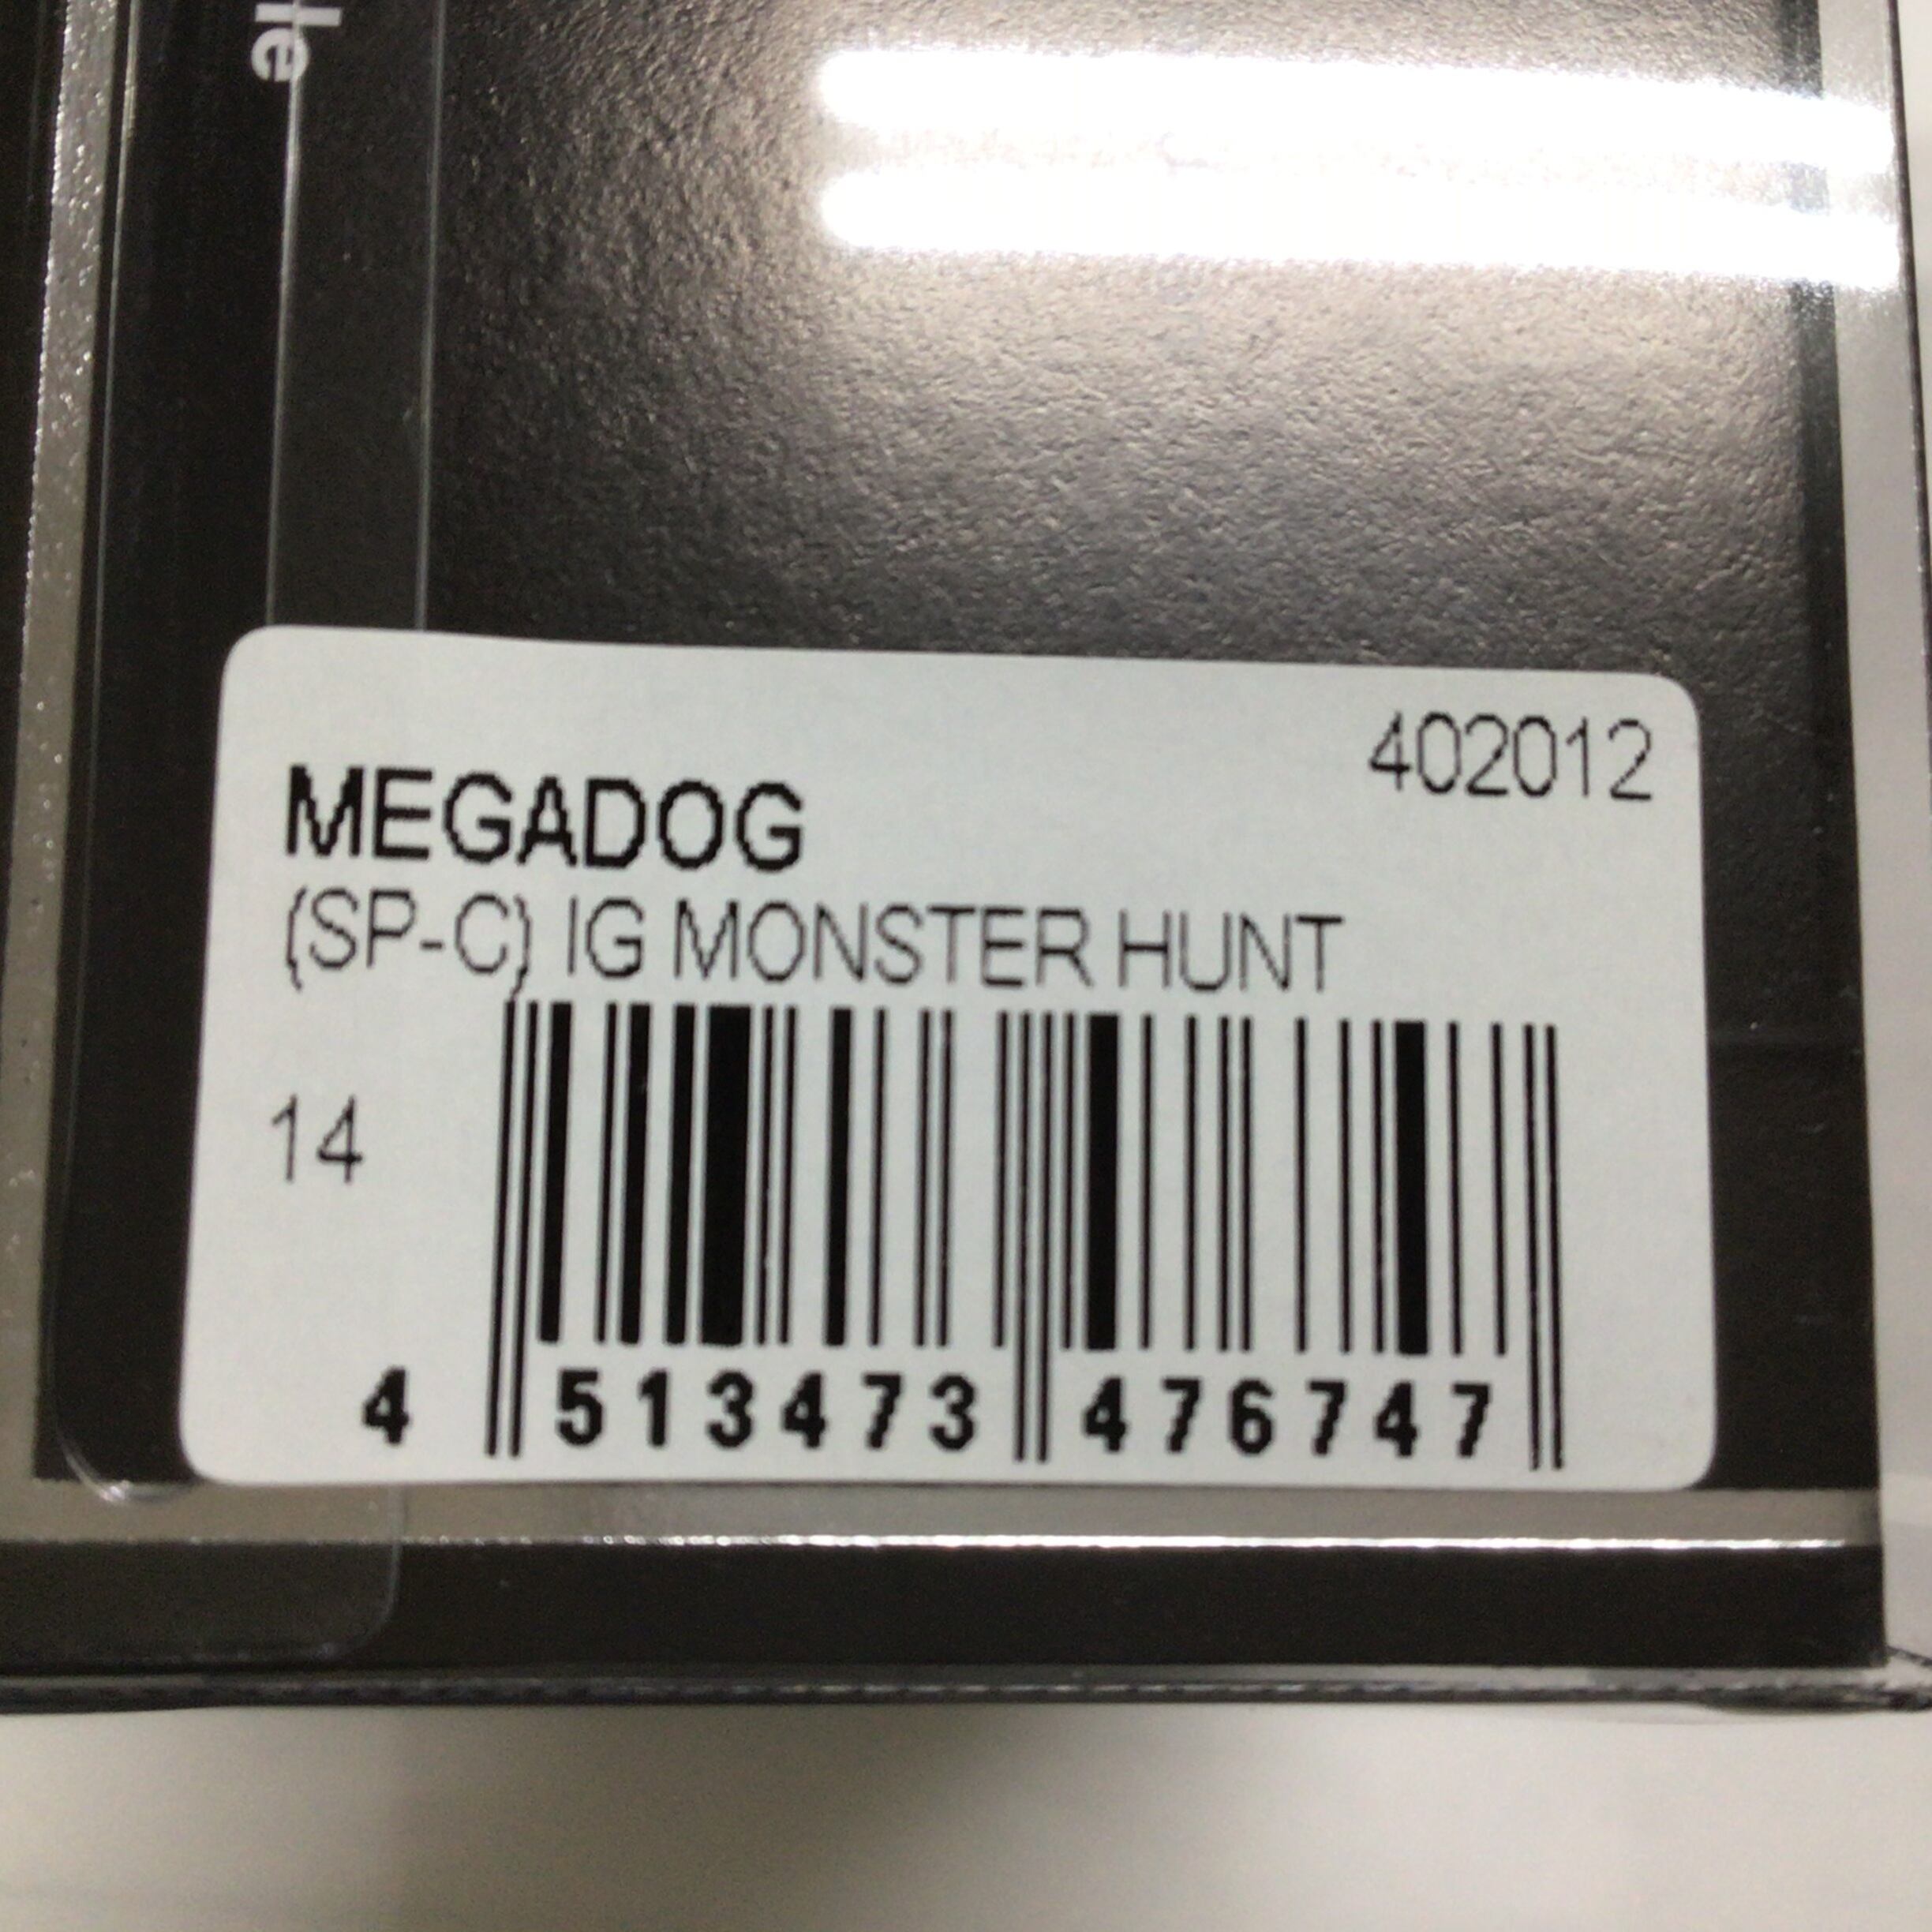 402012
MEGADOG
(SP-C) IG MONSTER HUNT
14
4 513473 476747